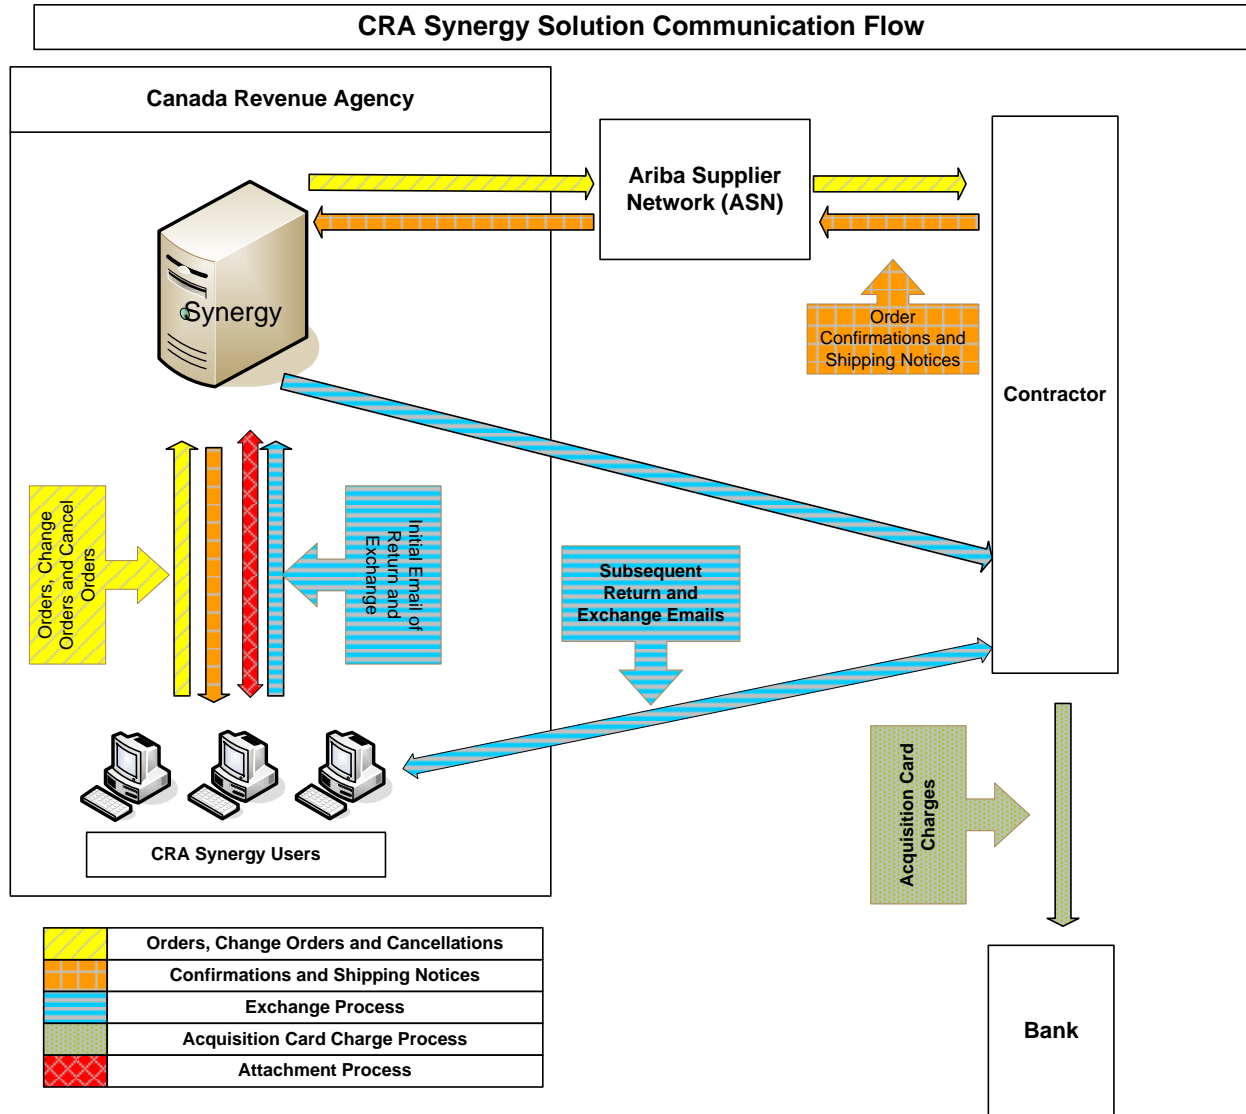 CRA Synergy Solution Communication Flow
Canada Revenue Agency
Ariba Supplier
Network (ASN)
Synergy
Order
Confirmations and
Shipping Notices
Contractor
Orders, Change
Orders and Cancel
Orders
Initial Email of
Return and
Exchange
Subsequent
Return and
Exchange Emails
CRA Synergy Users
Acquisition Card
Charges
Orders, Change Orders and Cancellations
Confirmations and Shipping Notices
Exchange Process
Acquisition Card Charge Process
Attachment Process
Bank